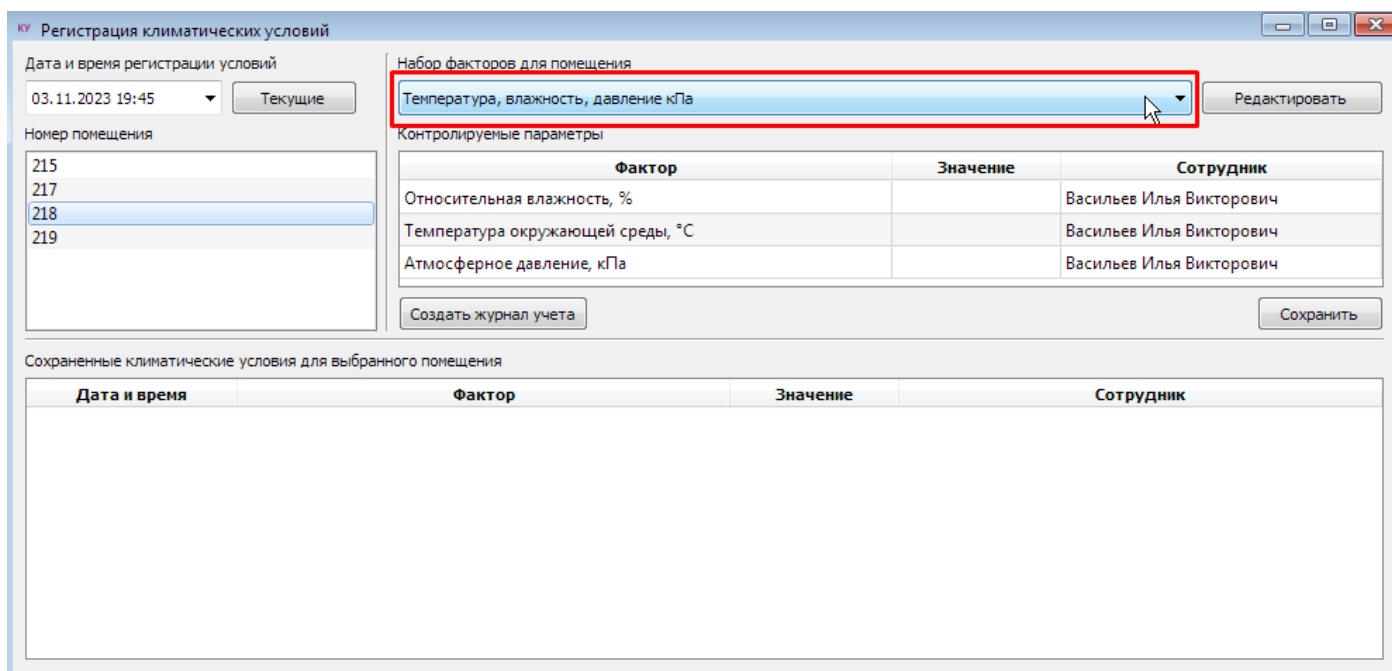 КУ Регистрация климатических условий
Дата и время регистрации условий
03.11.2023 19:45
Текущие
Номер помещения
215
217
218
219
Набор факторов для помещения
Температура, влажность, давление кПа
Редактировать
Контролируемые параметры
Фактор Значение Сотрудник
Относительная влажность, % Васильев Илья Викторович
Температура окружающей среды, °C Васильев Илья Викторович
Атмосферное давление, кПа Васильев Илья Викторович
Создать журнал учета
Сохранить
Сохраненные климатические условия для выбранного помещения
Дата и время Фактор Значение Сотрудник